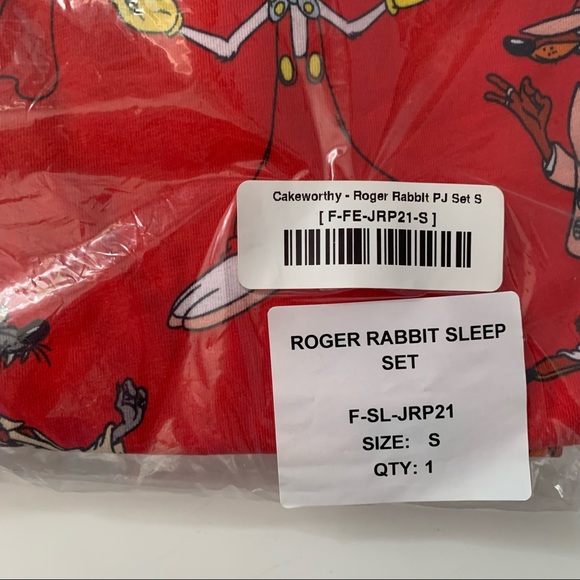 Cakeworthy - Roger Rabbit PJ Set S
[ F-FE-JRP21-S ]
ROGER RABBIT SLEEP
SET
F-SL-JRP21
SIZE: S
QTY: 1